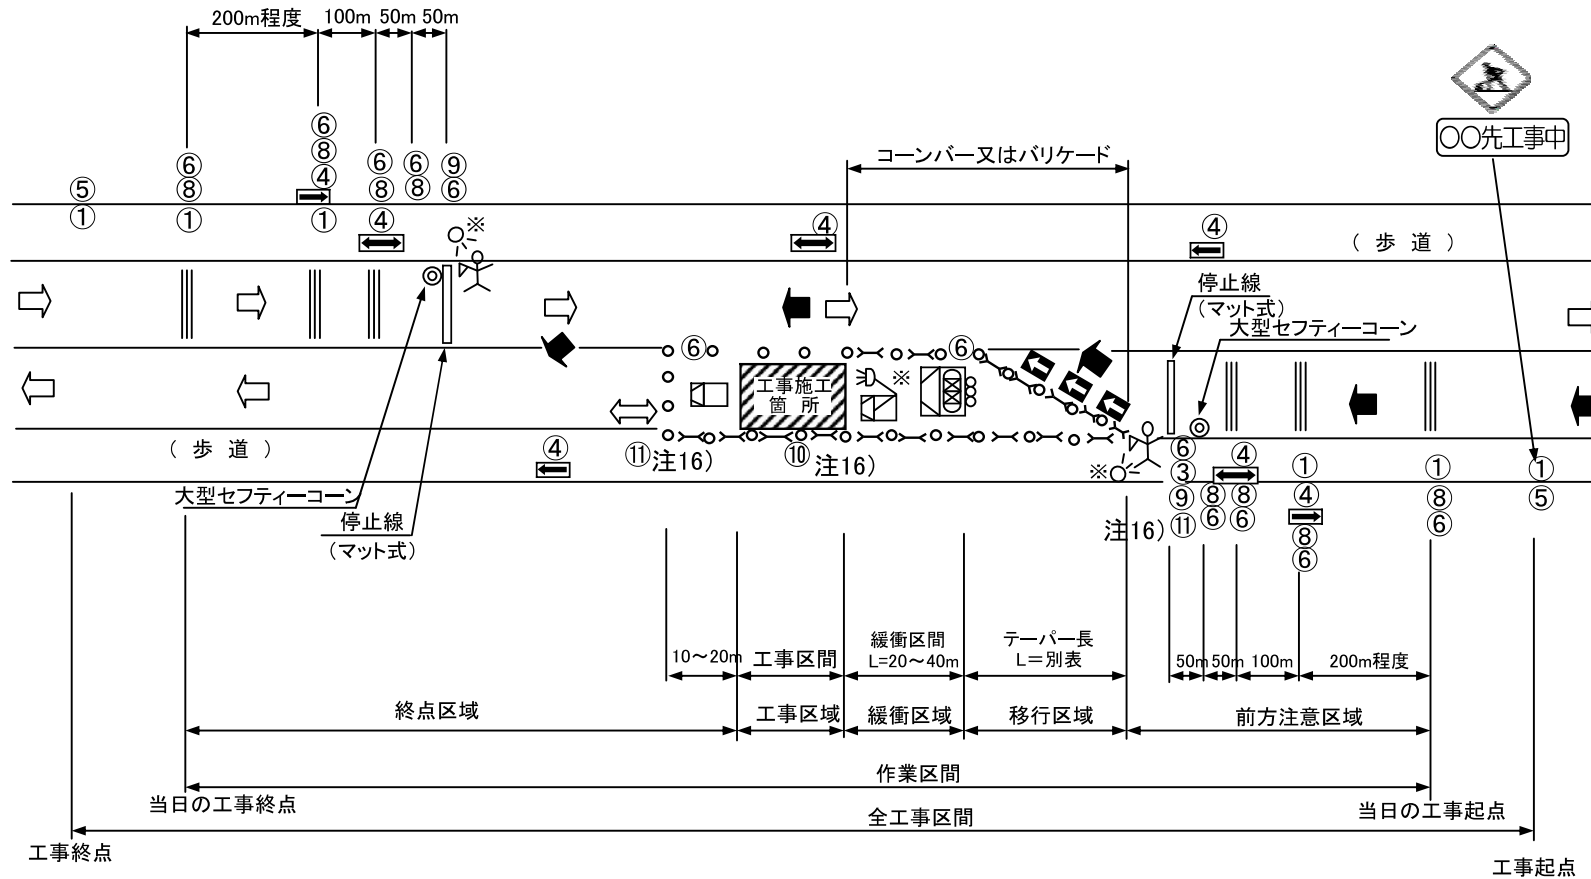 200m程度 100m 50m 50m
○○先工事中
コーンバー又はバリケード
⑥ ⑥ ⑥ ⑥ ⑨
⑤ ⑧ ⑧ ⑧ ⑧ ⑥
④
① ① ① ④ ※
④ ④
(歩道)
停止線
(マット式)
大型セフティーコーン
⑥ ⑥
工事施工
箇所
※
(歩道)
④ ⑪ 注16) ⑩ 注16)
※ ⑥ ④ ① ① ①
③ ⑧ ⑧ ④ ⑧ ⑤
⑨ ⑥ ⑥ ⑧ ⑥
注16) ⑪ ⑥
大型セフティーコーン
停止線
(マット式)
10～20m 工事区間 緩衝区間
L=20～40m テーパー長
L=別表 50m 50m 100m 200m程度
終点区域 工事区域 緩衝区域 移行区域 前方注意区域
作業区間
当日の工事終点 当日の工事起点
全工事区間
工事終点 工事起点